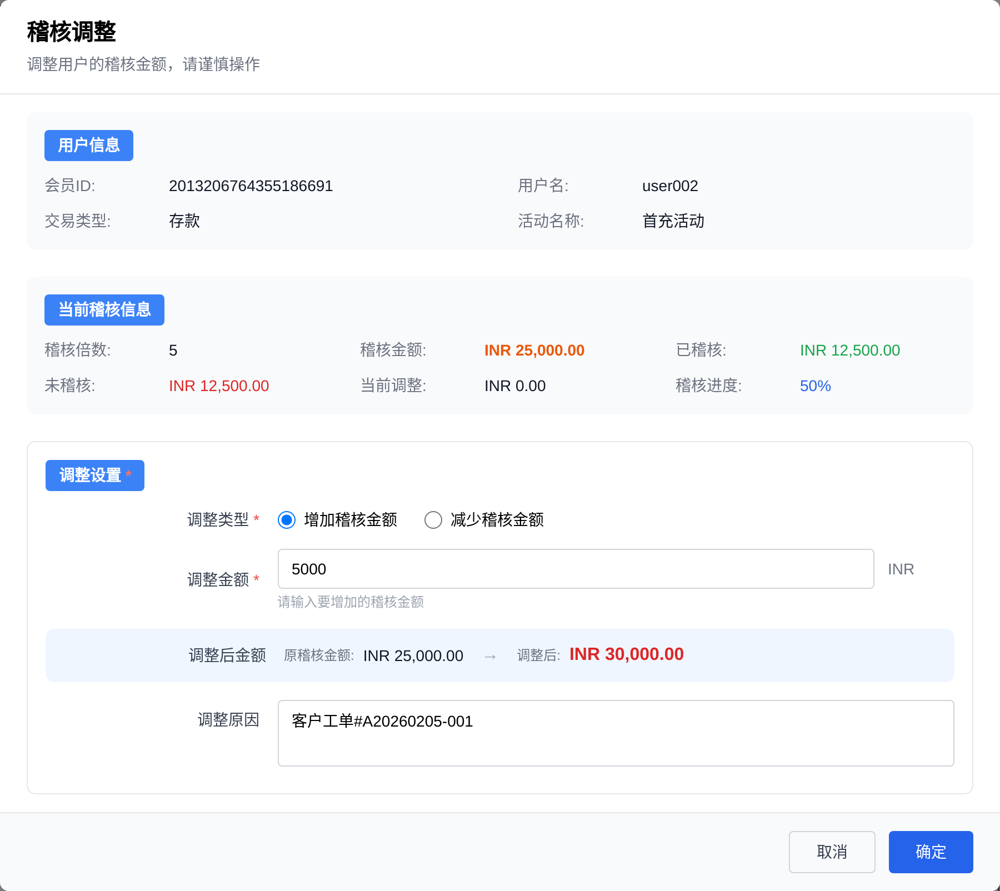 稽核调整
调整用户的稽核金额，请谨慎操作
用户信息
会员ID: 2013206764355186691 用户名: user002
交易类型: 存款 活动名称: 首充活动
当前稽核信息
稽核倍数: 5 稽核金额: INR 25,000.00 已稽核: INR 12,500.00
未稽核: INR 12,500.00 当前调整: INR 0.00 稽核进度: 50%
调整设置 *
调整类型 * 增加稽核金额 减少稽核金额
调整金额 * 5000 INR
请输入要增加的稽核金额
调整后金额 原稽核金额: INR 25,000.00 → 调整后: INR 30,000.00
调整原因 客户工单#A20260205-001
取消 确定